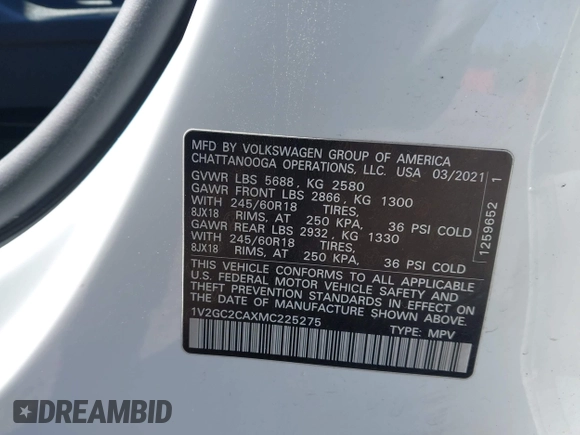 MFD BY VOLKSWAGEN GROUP OF AMERICA
CHATTANOOGA OPERATIONS, LLC. USA 03/2021
GVWR LBS 5688, KG 2580
GAWR FRONT LBS 2866, KG 1300
WITH 245/60R18 TIRES,
8JX18 RIMS, AT 250 KPA, 36 PSI COLD
GAWR REAR LBS 2932, KG 1330
WITH 245/60R18 TIRES,
8JX18 RIMS, AT 250 KPA, 36 PSI COLD
THIS VEHICLE CONFORMS TO ALL APPLICABLE
U.S. FEDERAL MOTOR VEHICLE SAFETY AND
THEFT PREVENTION STANDARDS IN EFFECT ON
THE DATE OF MANUFACTURE SHOWN ABOVE.
1V2GC2CAXMC225275 TYPE: MPV
1259652 1
DREAMBID